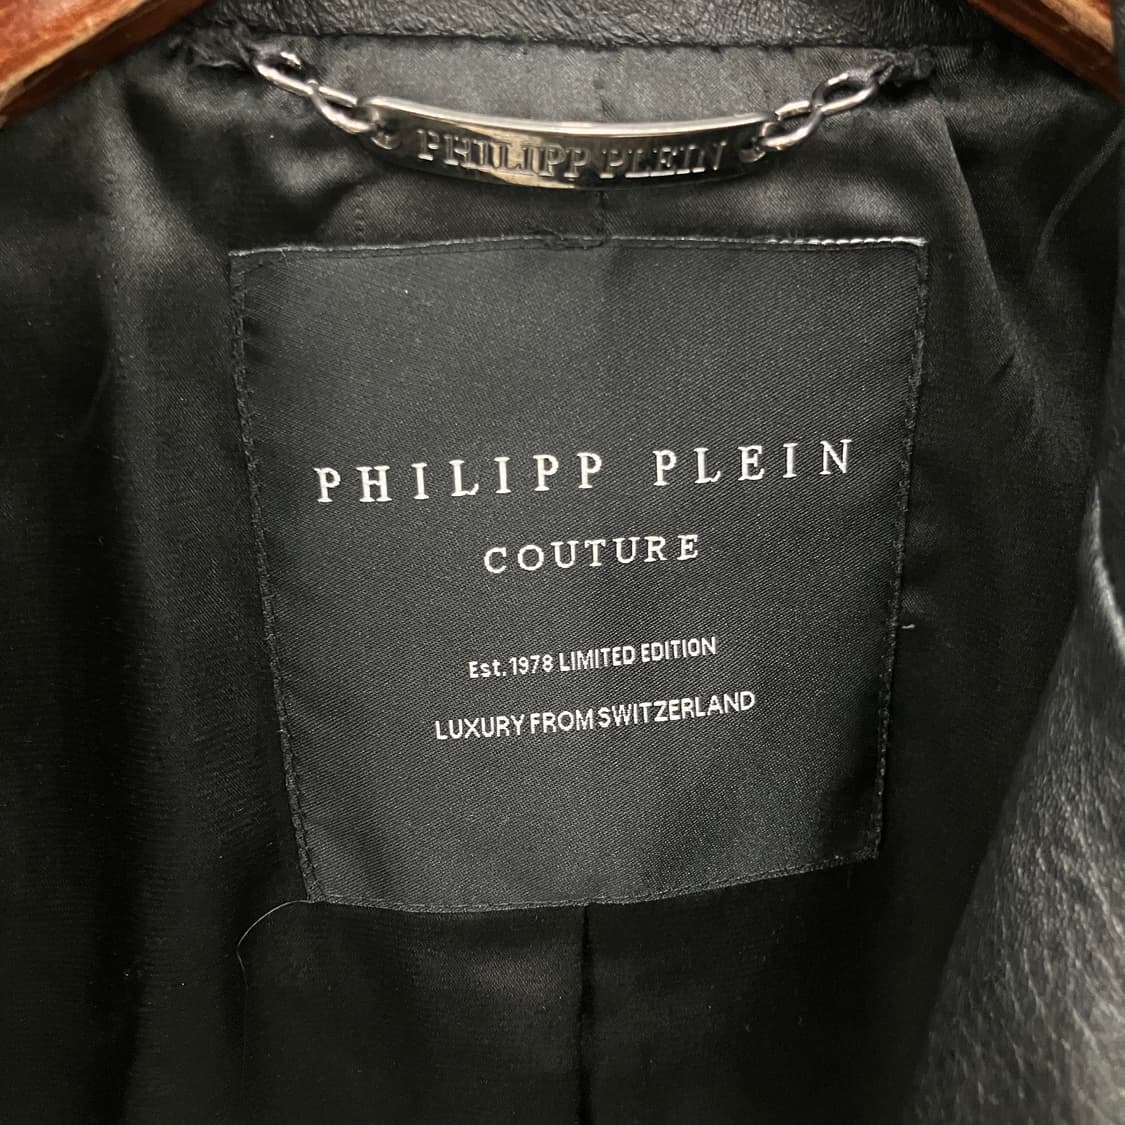 PHILIPP PLEIN
PHILIPP PLEIN
COUTURE
Est. 1978 LIMITED EDITION
LUXURY FROM SWITZERLAND